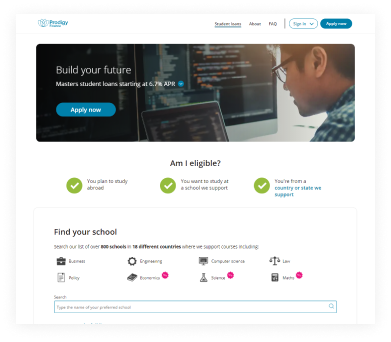 Prodigy
Finance
Student loans About FAQ Sign in Apply now
Build your future
Masters student loans starting at 6.7% APR
Apply now
Am I eligible?
You plan to study
abroad
You want to study at
a school we support
You're from a
country or state we
support
Find your school
Search our list of over 800 schools in 18 different countries where we support courses including:
Business Engineering Computer science Law
Policy Economics Science Maths
Search
Type the name of your preferred school